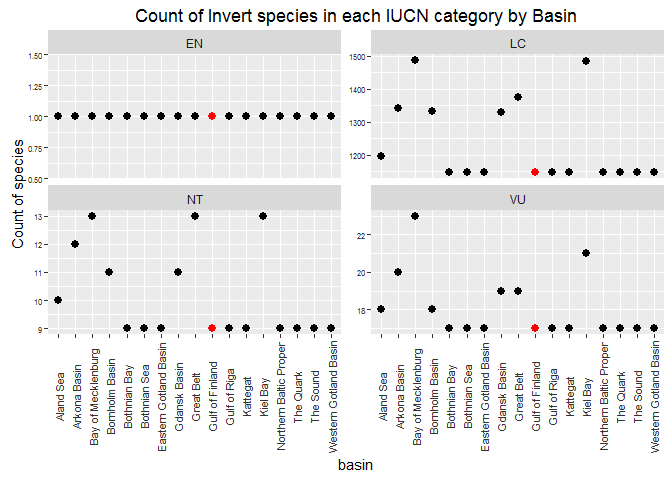 Count of Invert species in each IUCN category by Basin
EN
LC
1.50
1.25
1.00
0.75
0.50
1500
1400
1300
1200
NT
VU
13
12
11
10
9
22
20
18
Count of species
Aland Sea
Arkona Basin
Bay of Mecklenburg
Bornholm Basin
Bothnian Bay
Bothnian Sea
Eastern Gotland Basin
Gdansk Basin
Great Belt
Gulf of Finland
Gulf of Riga
Kattegat
Kiel Bay
Northern Baltic Proper
The Quark
The Sound
Western Gotland Basin
Aland Sea
Arkona Basin
Bay of Mecklenburg
Bornholm Basin
Bothnian Bay
Bothnian Sea
Eastern Gotland Basin
Gdansk Basin
Great Belt
Gulf of Finland
Gulf of Riga
Kattegat
Kiel Bay
Northern Baltic Proper
The Quark
The Sound
Western Gotland Basin
basin